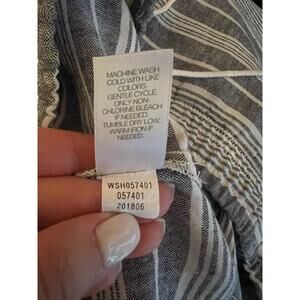 MACHINE WASH
COLD WITH LIKE
COLORS.
GENTLE CYCLE.
ONLY NON-
CHLORINE BLEACH
IF NEEDED.
TUMBLE DRY LOW.
WARM IRON IF
NEEDED.
WSH057401
057401
201806